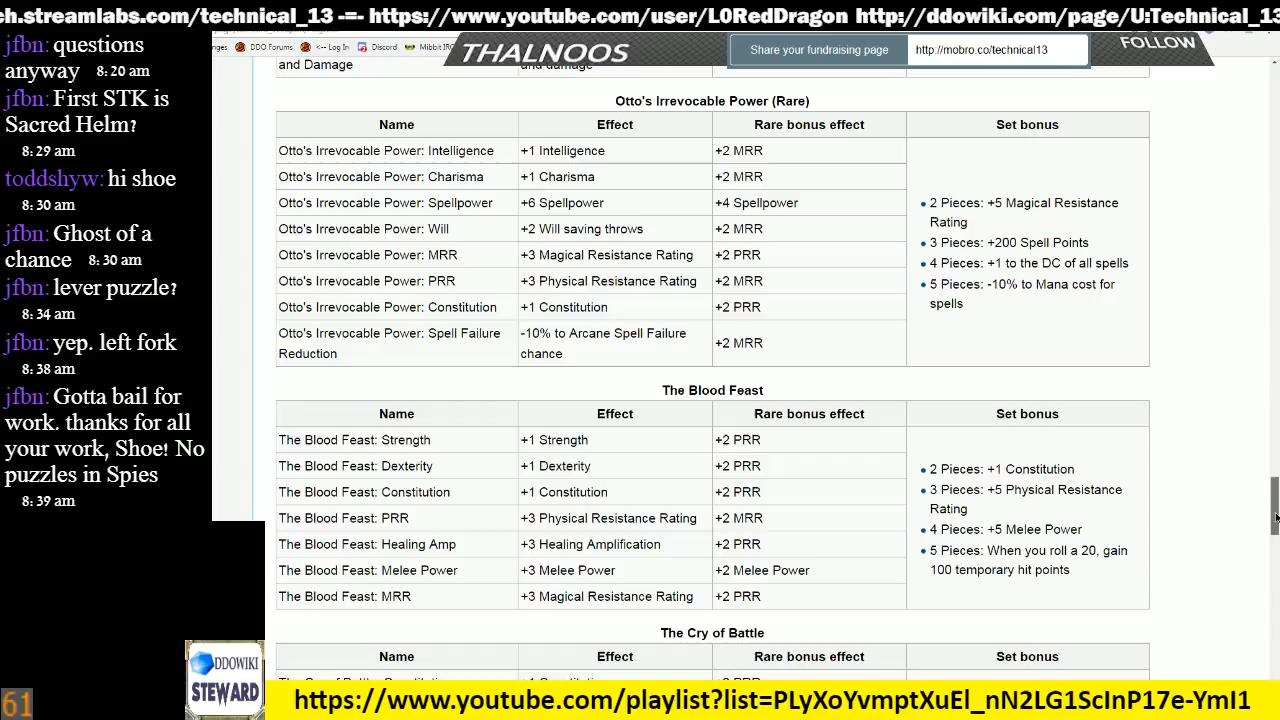 ch.streamlabs.com/technical_13 -=- https://www.youtube.com/user/L0RedDragon http://ddowiki.com/page/U:Technical_13
jfbn: questions
anyway 8:20 am
jfbn: First STK is
Sacred Helm?
8:29 am
toddshyw: hi shoe
8:30 am
jfbn: Ghost of a
chance 8:30 am
jfbn: lever puzzle?
8:34 am
jfbn: yep. left fork
8:38 am
jfbn: Gotta bail for
work. thanks for all
your work, Shoe! No
puzzles in Spies
8:39 am
nges DDO Forums <-- Log In Discord Mibbit IRC
THALNOOS
Share your fundraising page http://mobro.co/technical13
FOLLOW
and Damage and damage
Otto's Irrevocable Power (Rare)
Name Effect Rare bonus effect Set bonus
Otto's Irrevocable Power: Intelligence +1 Intelligence +2 MRR
Otto's Irrevocable Power: Charisma +1 Charisma +2 MRR
Otto's Irrevocable Power: Spellpower +6 Spellpower +4 Spellpower
Otto's Irrevocable Power: Will +2 Will saving throws +2 MRR
Otto's Irrevocable Power: MRR +3 Magical Resistance Rating +2 PRR
Otto's Irrevocable Power: PRR +3 Physical Resistance Rating +2 MRR
Otto's Irrevocable Power: Constitution +1 Constitution +2 PRR
Otto's Irrevocable Power: Spell Failure
Reduction
-10% to Arcane Spell Failure
chance
+2 MRR
• 2 Pieces: +5 Magical Resistance
Rating
• 3 Pieces: +200 Spell Points
• 4 Pieces: +1 to the DC of all spells
• 5 Pieces: -10% to Mana cost for
spells
The Blood Feast
Name Effect Rare bonus effect Set bonus
The Blood Feast: Strength +1 Strength +2 PRR
The Blood Feast: Dexterity +1 Dexterity +2 PRR
The Blood Feast: Constitution +1 Constitution +2 PRR
The Blood Feast: PRR +3 Physical Resistance Rating +2 MRR
The Blood Feast: Healing Amp +3 Healing Amplification +2 PRR
The Blood Feast: Melee Power +3 Melee Power +2 Melee Power
The Blood Feast: MRR +3 Magical Resistance Rating +2 PRR
• 2 Pieces: +1 Constitution
• 3 Pieces: +5 Physical Resistance
Rating
• 4 Pieces: +5 Melee Power
• 5 Pieces: When you roll a 20, gain
100 temporary hit points
The Cry of Battle
Name Effect Rare bonus effect Set bonus
DDOWIKI
STEWARD
61
https://www.youtube.com/playlist?list=PLyXoYvmptXuEl_nN2LG1ScInP17e-YmI1